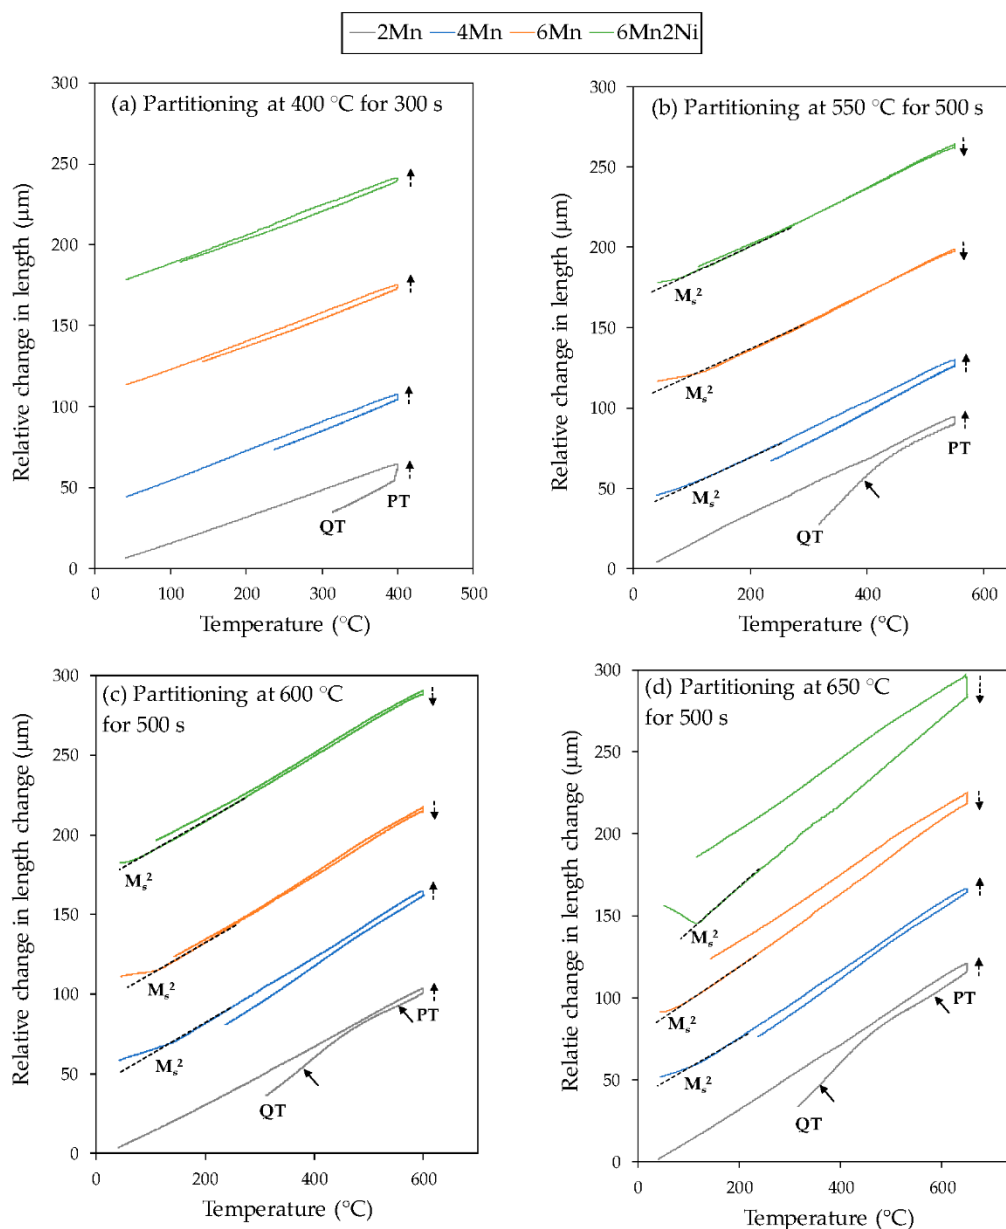 2Mn 4Mn 6Mn 6Mn2Ni
(a) Partitioning at 400 °C for 300 s
Relative change in length (µm)
300
250
200
150
100
50
0
QT
PT
0 100 200 300 400 500
Temperature (°C)
(b) Partitioning at 550 °C for 500 s
Relative change in length (µm)
300
250
200
150
100
50
0
Ms²
Ms²
Ms²
PT
QT
0 200 400 600
Temperature (°C)
(c) Partitioning at 600 °C
for 500 s
Relative change in length change (µm)
300
250
200
150
100
50
0
Ms²
Ms²
Ms²
PT
QT
0 200 400 600
Temperature (°C)
(d) Partitioning at 650 °C
for 500 s
Relatie change in length change (µm)
300
250
200
150
100
50
0
Ms²
Ms²
Ms²
PT
QT
0 200 400 600
Temperature (°C)